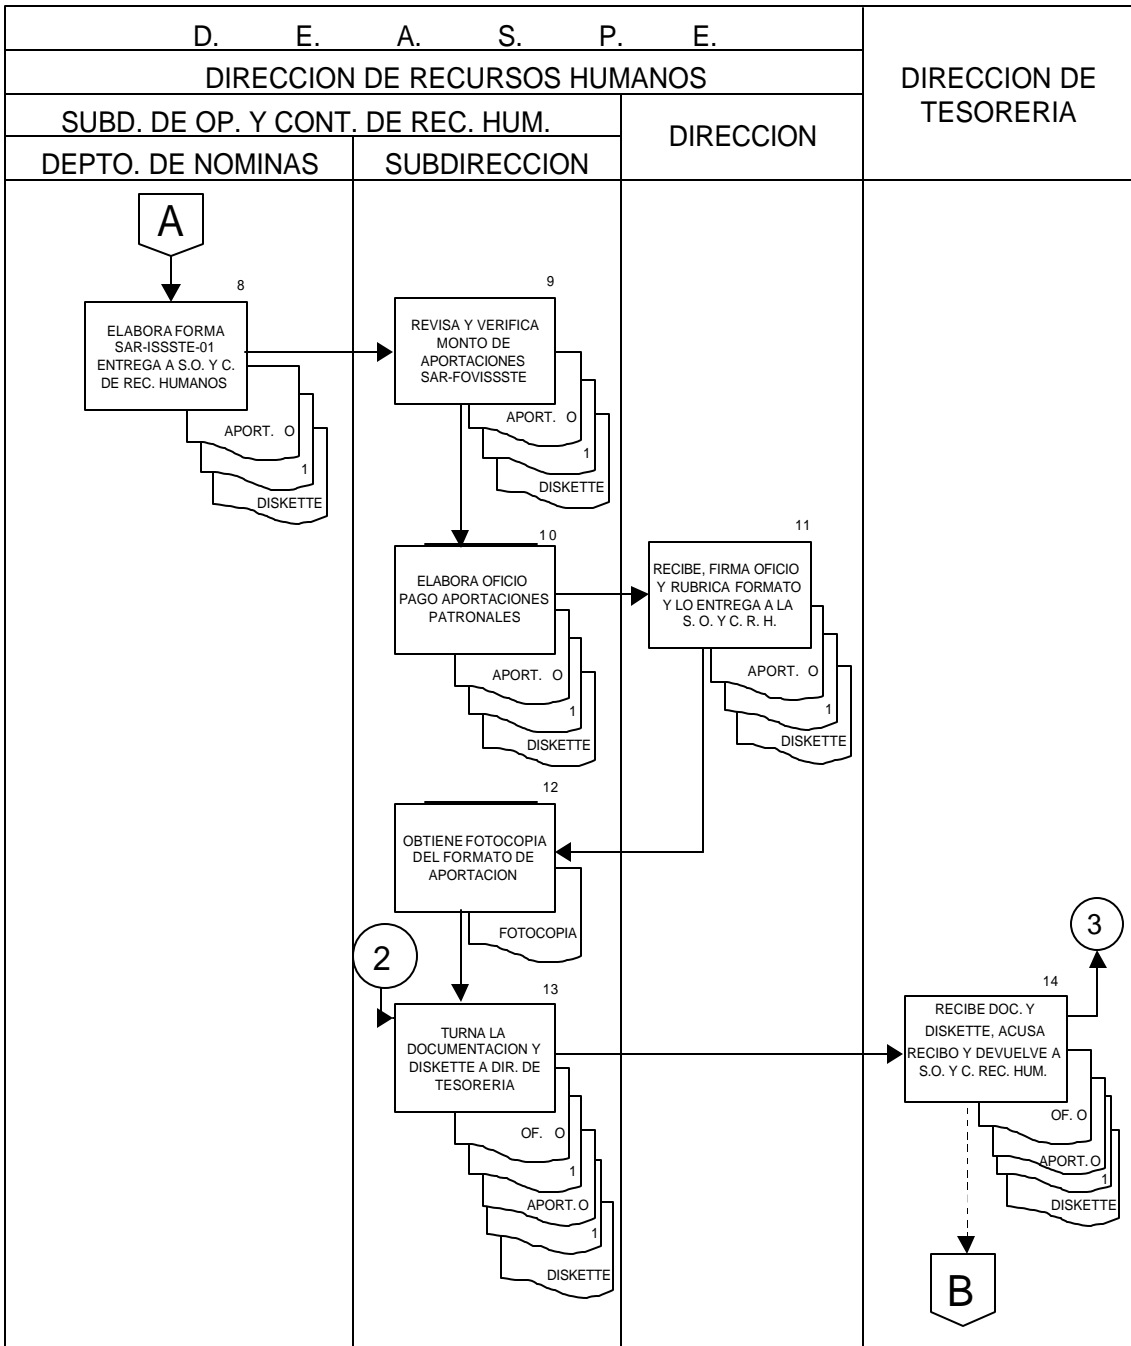 D. E. A. S. P. E.
DIRECCION DE RECURSOS HUMANOS
DIRECCION DE
TESORERIA
SUBD. DE OP. Y CONT. DE REC. HUM.
DIRECCION
DEPTO. DE NOMINAS
SUBDIRECCION
A
8
ELABORA FORMA
SAR-ISSSTE-01
ENTREGA A S.O. Y C.
DE REC. HUMANOS
APORT. O
1
DISKETTE
9
REVISA Y VERIFICA
MONTO DE
APORTACIONES
SAR-FOVISSSTE
APORT. O
1
DISKETTE
10
ELABORA OFICIO
PAGO APORTACIONES
PATRONALES
APORT. O
1
DISKETTE
11
RECIBE, FIRMA OFICIO
Y RUBRICA FORMATO
Y LO ENTREGA A LA
S. O. Y C. R. H.
APORT. O
1
DISKETTE
12
OBTIENE FOTOCOPIA
DEL FORMATO DE
APORTACION
FOTOCOPIA
2
13
TURNA LA
DOCUMENTACION Y
DISKETTE A DIR. DE
TESORERIA
OF. O
1
APORT. O
1
DISKETTE
3
14
RECIBE DOC. Y
DISKETTE, ACUSA
RECIBO Y DEVUELVE A
S.O. Y C. REC. HUM.
OF. O
APORT. O
1
DISKETTE
B